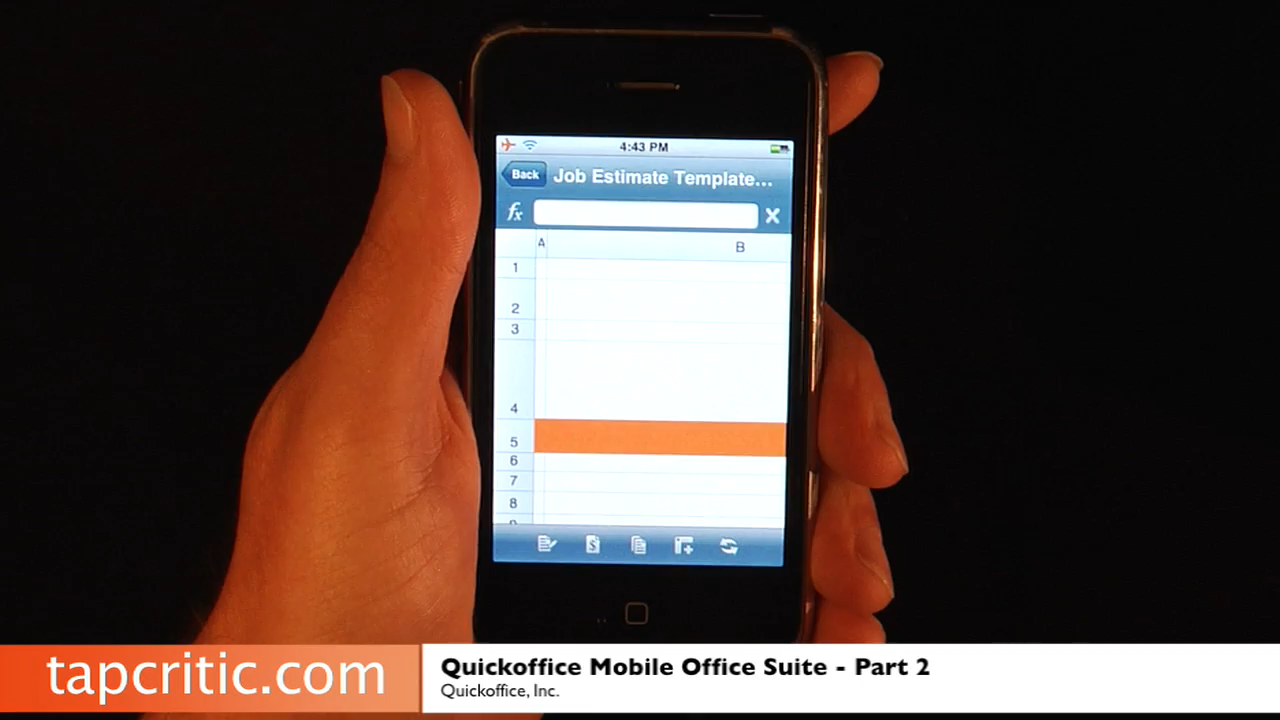 4:43 PM
Back
Job Estimate Template...
fx
A B
1
2
3
4
5
6
7
8
9
tapcritic.com
Quickoffice Mobile Office Suite - Part 2
Quickoffice, Inc.